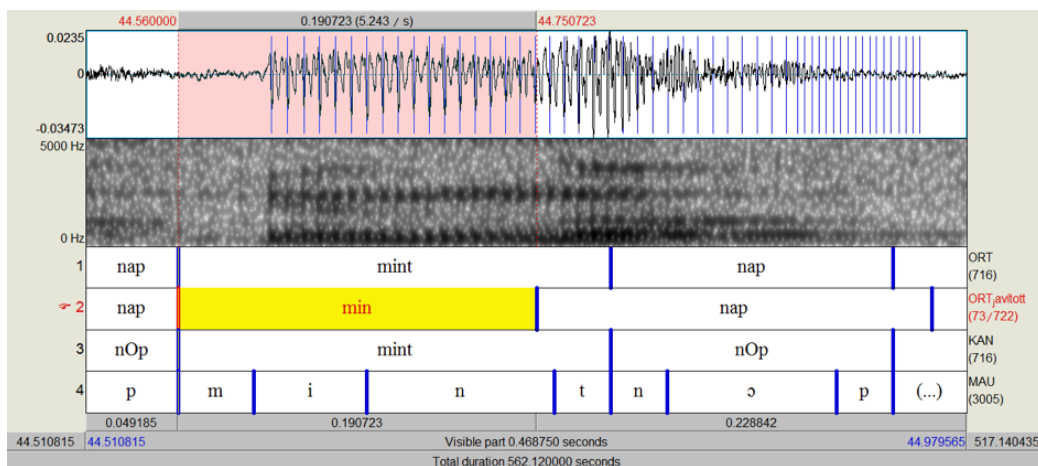 44.560000 0.190723 (5.243 / s) 44.750723
0.0235
0
-0.03473
5000 Hz
0 Hz
1 nap mint nap ORT (716)
2 nap min nap ORT_javított (73/722)
3 nOp mint nOp KAN (716)
4 p m i n t n ɔ p (...) MAU (3005)
0.049185 0.190723 0.228842
44.510815 44.510815 Visible part 0.468750 seconds 44.979565 517.140435
Total duration 562.120000 seconds